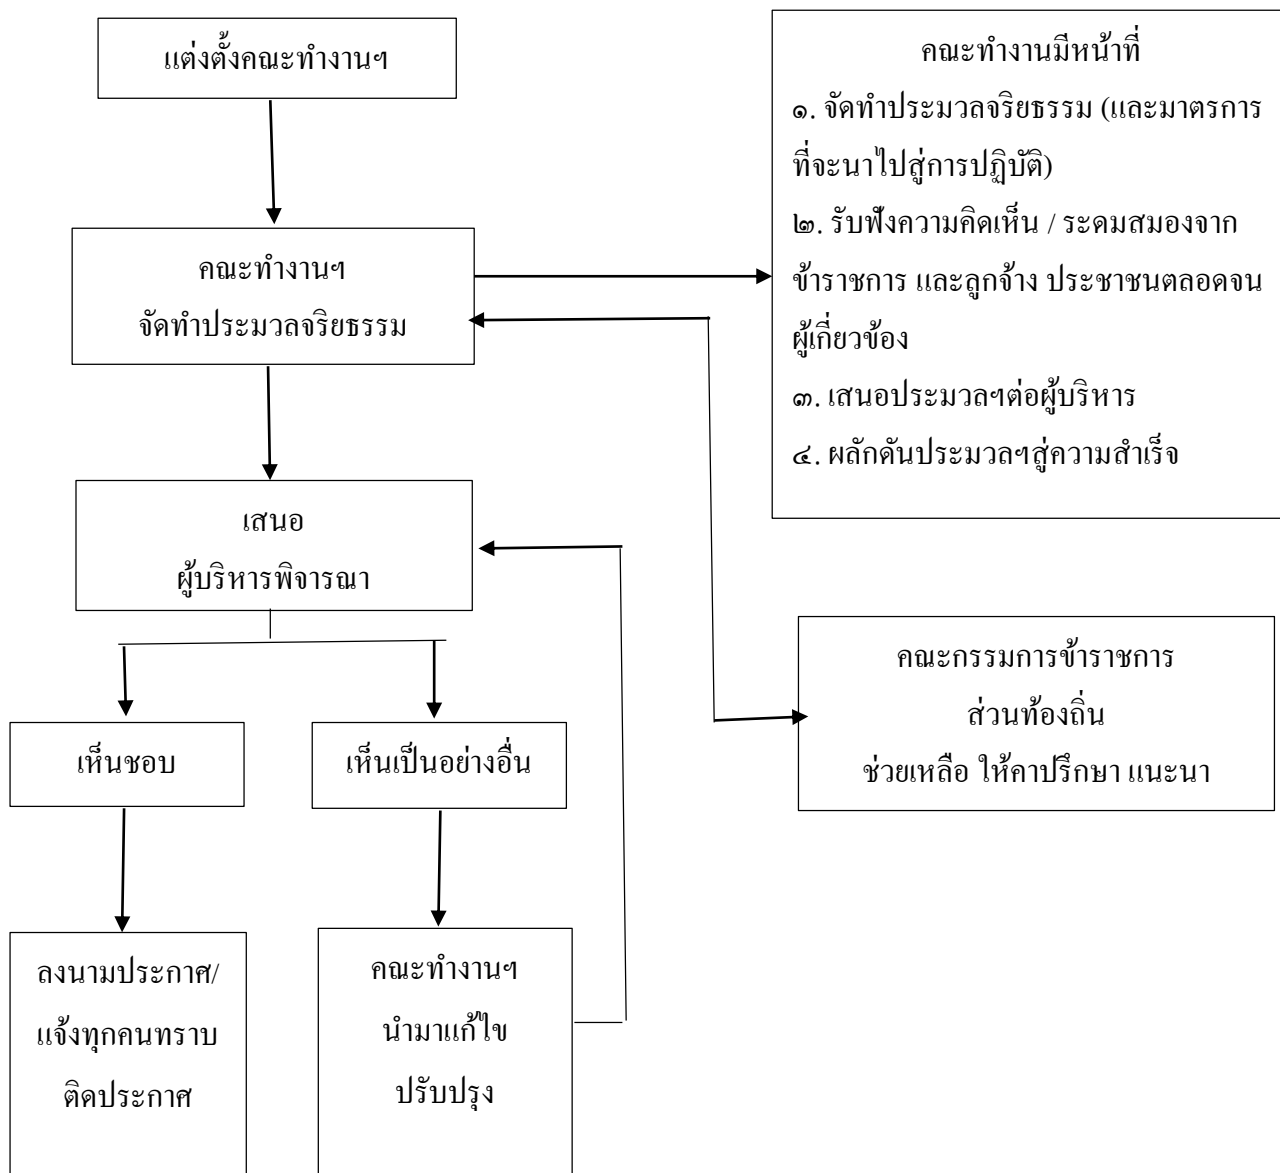 แต่งตั้งคณะทำงานฯ
คณะทำงานฯ
จัดทำประมวลจริยธรรม
เสนอ
ผู้บริหารพิจารณา
เห็นชอบ
เห็นเป็นอย่างอื่น
ลงนามประกาศ/
แจ้งทุกคนทราบ
ติดประกาศ
คณะทำงานฯ
นำมาแก้ไข
ปรับปรุง
คณะทำงานมีหน้าที่
๑. จัดทำประมวลจริยธรรม (และมาตรการ
ที่จะนาไปสู่การปฏิบัติ)
๒. รับฟังความคิดเห็น / ระดมสมองจาก
ข้าราชการ และลูกจ้าง ประชาชนตลอดจน
ผู้เกี่ยวข้อง
๓. เสนอประมวลฯต่อผู้บริหาร
๔. ผลักดันประมวลฯสู่ความสำเร็จ
คณะกรรมการข้าราชการ
ส่วนท้องถิ่น
ช่วยเหลือ ให้คาปรึกษา แนะนา